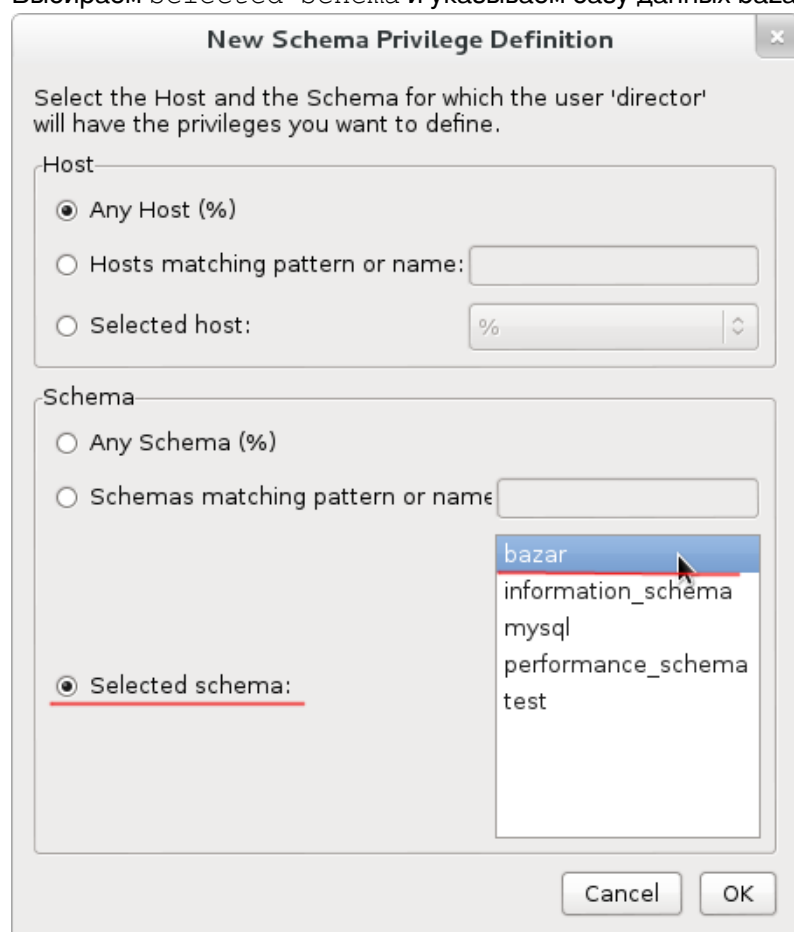 Выбираем Selected Schema и указываем базу данных baza
New Schema Privilege Definition
Select the Host and the Schema for which the user 'director'
will have the privileges you want to define.
Host
Any Host (%)
Hosts matching pattern or name:
Selected host:
%
Schema
Any Schema (%)
Schemas matching pattern or name
bazar
information_schema
mysql
performance_schema
test
Selected schema:
Cancel
OK